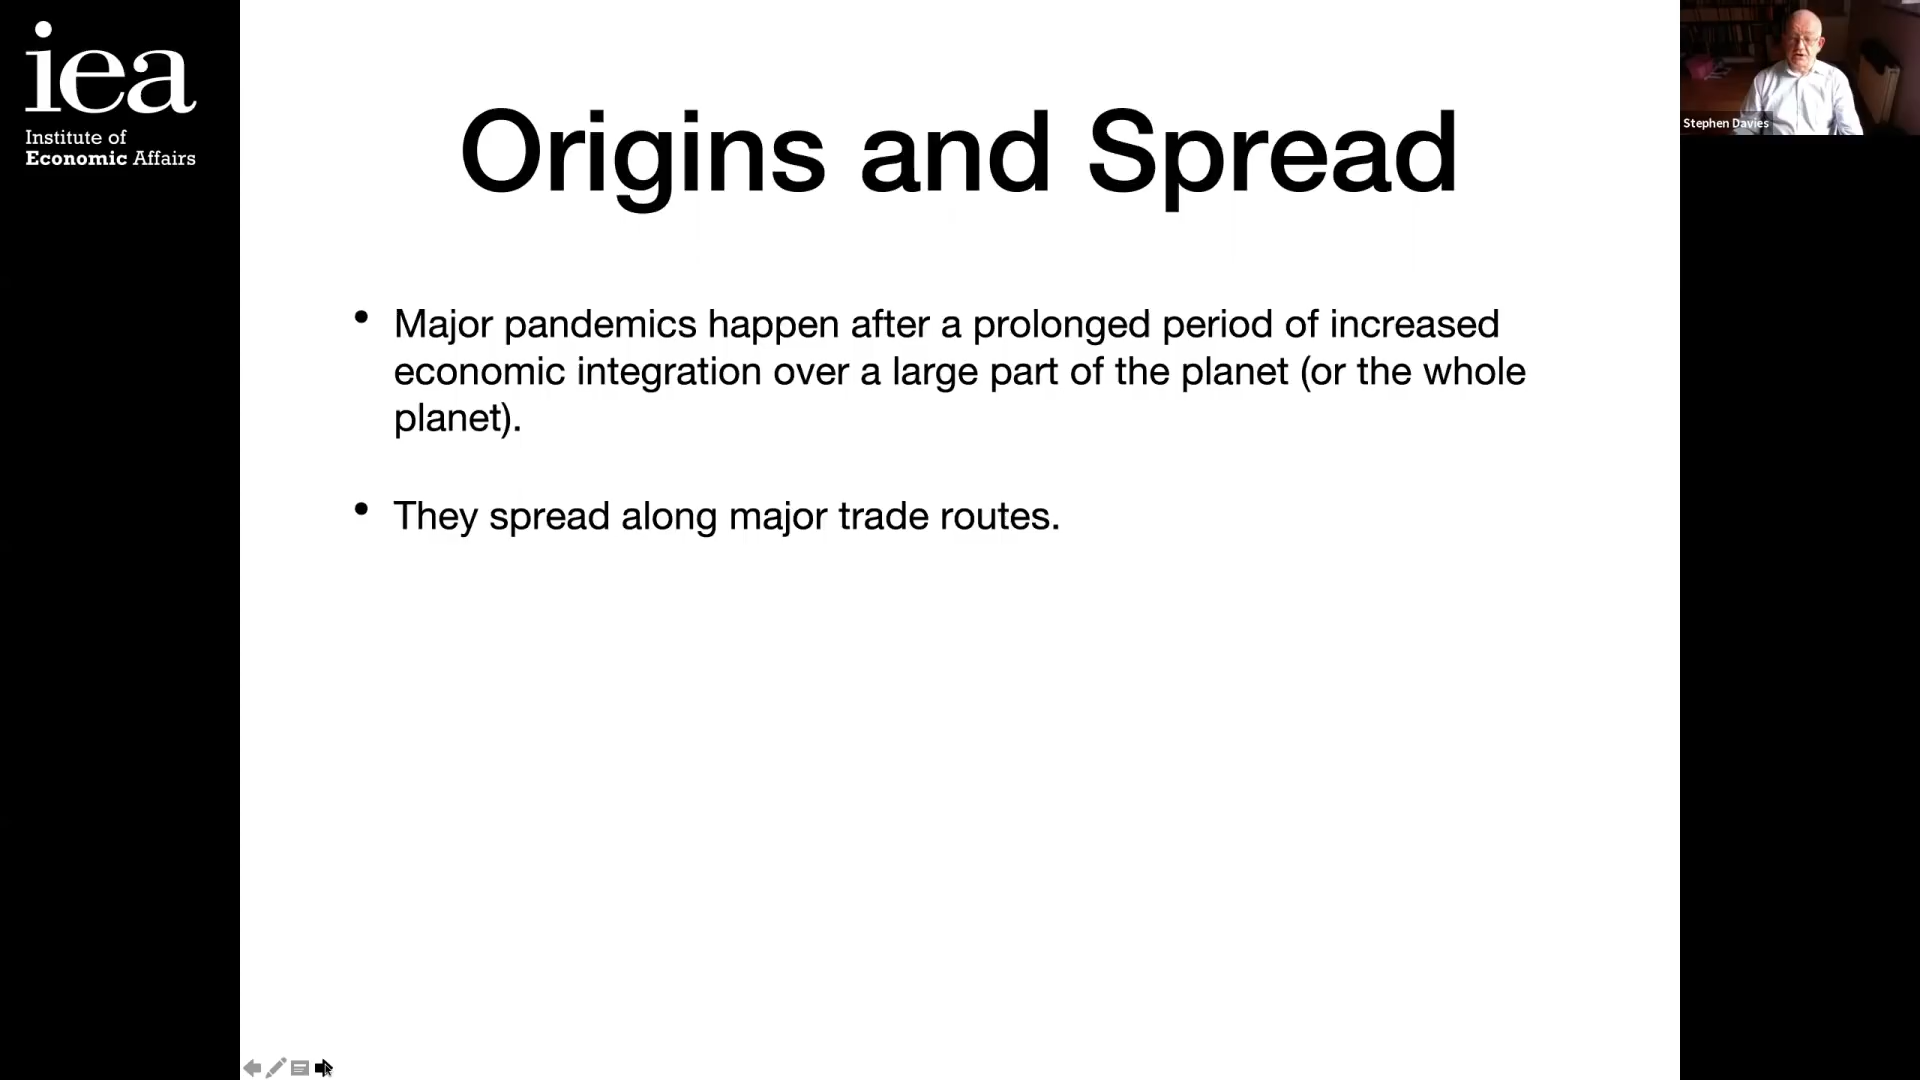 iea
Institute of
Economic Affairs
Origins and Spread
• Major pandemics happen after a prolonged period of increased
economic integration over a large part of the planet (or the whole
planet).
• They spread along major trade routes.
Stephen Davies